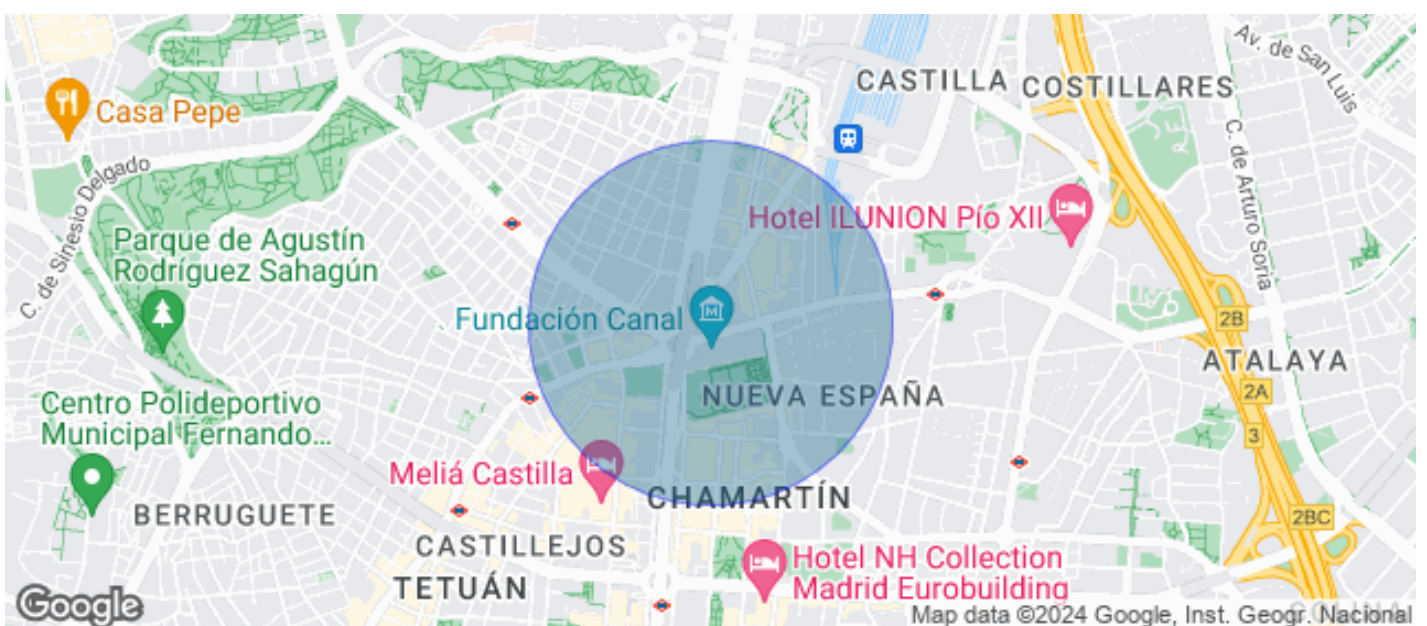 Av. de San Luis
CASTILLA
COSTILLARES
Casa Pepe
C. de Sinesio Delgado
C. de Arturo Soria
Hotel ILUNION Pío XII
Parque de Agustín
Rodríguez Sahagún
Fundación Canal
M
2B
ATALAYA
NUEVA ESPAÑA
2A
Centro Polideportivo
Municipal Fernando...
3
Meliá Castilla
CHAMARTÍN
BERRUGUETE
2BC
CASTILLEJOS
Hotel NH Collection
Madrid Eurobuilding
TETUÁN
Google
Map data ©2024 Google, Inst. Geogr. Nacional